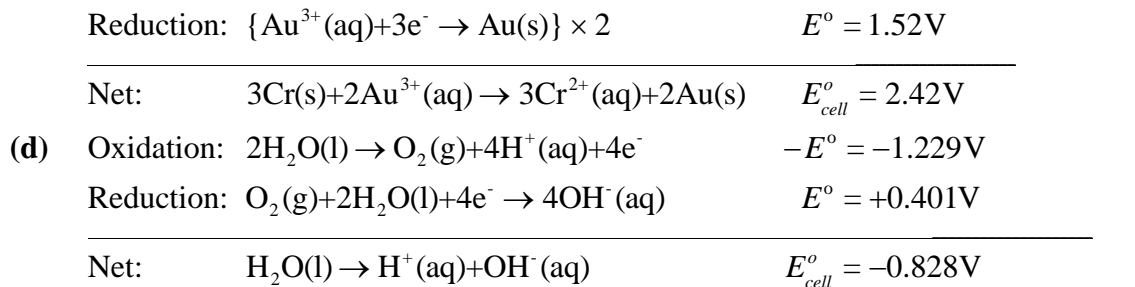 Reduction: {Au³⁺(aq)+3e⁻ → Au(s)} × 2 E° = 1.52V
Net: 3Cr(s)+2Au³⁺(aq) → 3Cr²⁺(aq)+2Au(s) E°cell = 2.42V
(d) Oxidation: 2H₂O(l) → O₂(g)+4H⁺(aq)+4e⁻ −E° = −1.229V
Reduction: O₂(g)+2H₂O(l)+4e⁻ → 4OH⁻(aq) E° = +0.401V
Net: H₂O(l) → H⁺(aq)+OH⁻(aq) E°cell = −0.828V